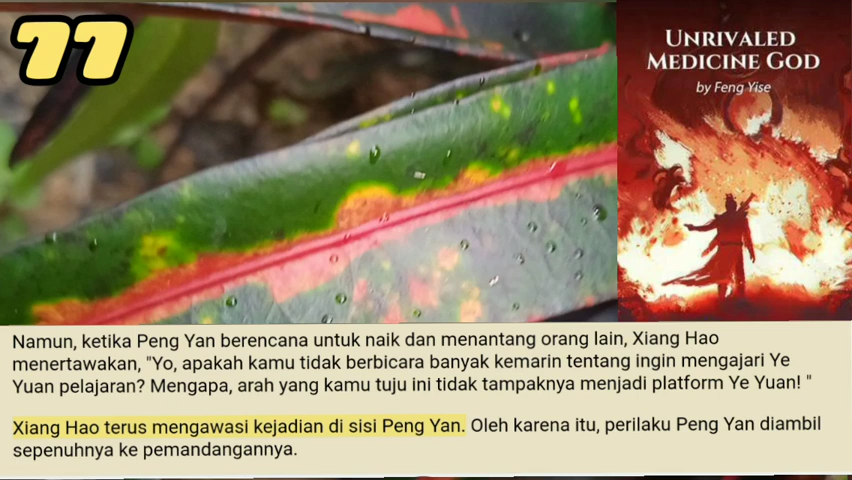 77
UNRIVALED
MEDICINE GOD
by Feng Yise
Namun, ketika Peng Yan berencana untuk naik dan menantang orang lain, Xiang Hao
menertawakan, "Yo, apakah kamu tidak berbicara banyak kemarin tentang ingin mengajari Ye
Yuan pelajaran? Mengapa, arah yang kamu tuju ini tidak tampaknya menjadi platform Ye Yuan! "
Xiang Hao terus mengawasi kejadian di sisi Peng Yan. Oleh karena itu, perilaku Peng Yan diambil
sepenuhnya ke pemandangannya.